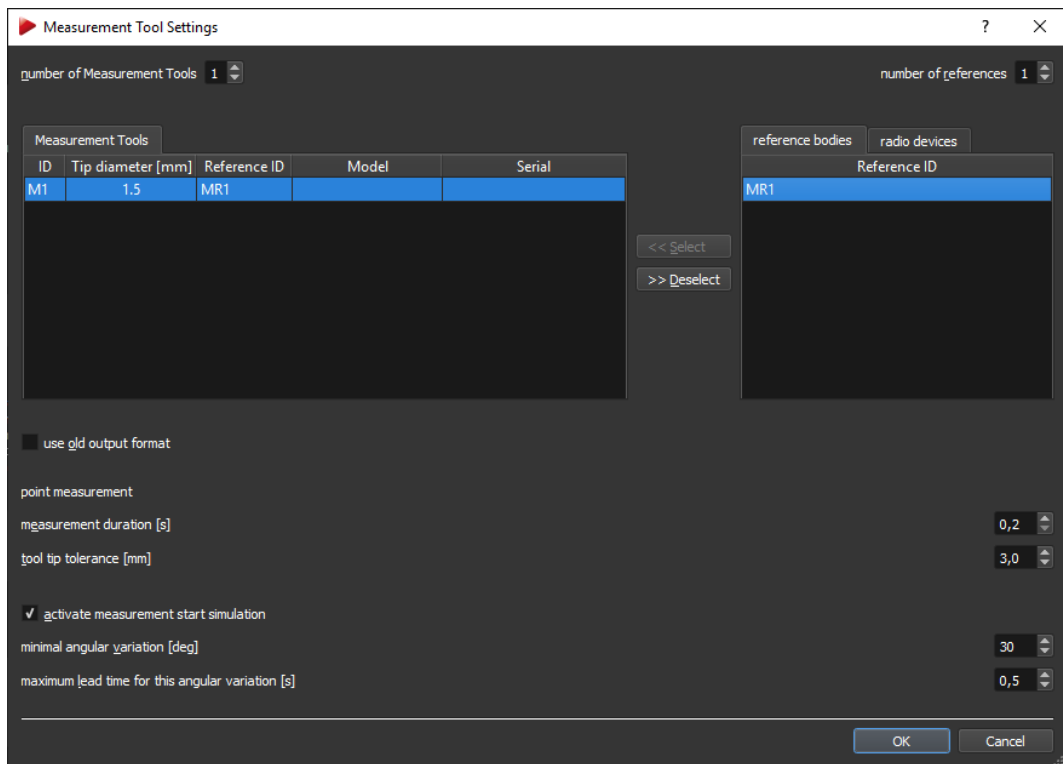 Measurement Tool Settings
number of Measurement Tools 1 number of references 1
Measurement Tools reference bodies radio devices
ID Tip diameter [mm] Reference ID Model Serial Reference ID
M1 1.5 MR1 MR1
<< Select
>> Deselect
use old output format
point measurement
measurement duration [s] 0,2
tool tip tolerance [mm] 3,0
activate measurement start simulation
minimal angular variation [deg] 30
maximum lead time for this angular variation [s] 0,5
OK Cancel